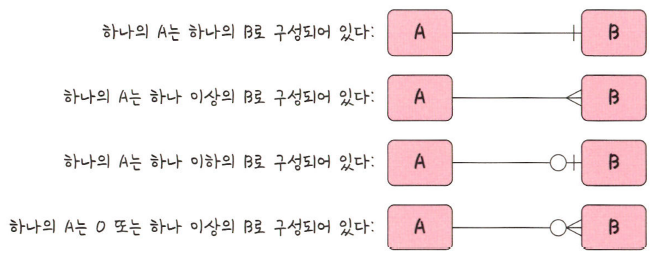 하나의 A는 하나의 B로 구성되어 있다: A B
하나의 A는 하나 이상의 B로 구성되어 있다: A B
하나의 A는 하나 이하의 B로 구성되어 있다: A B
하나의 A는 0 또는 하나 이상의 B로 구성되어 있다: A B